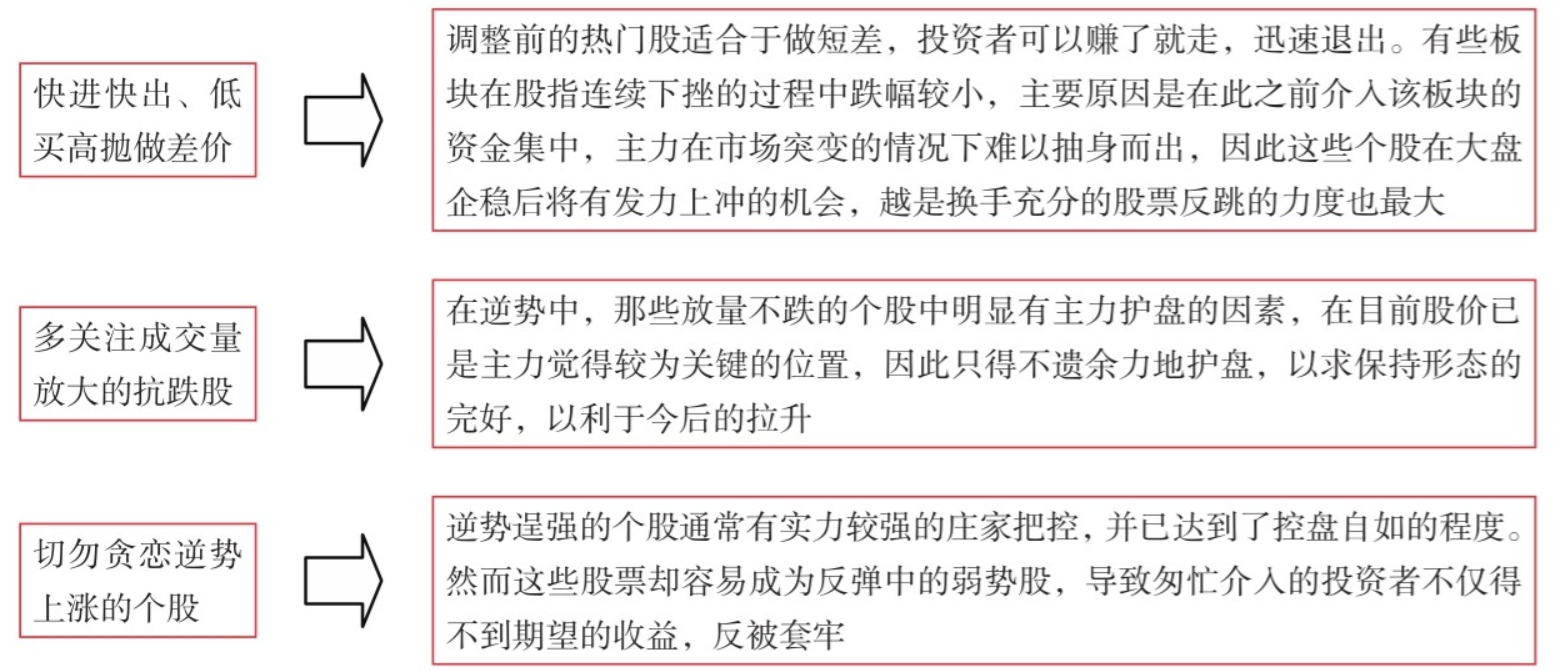 快进快出、低
买高抛做差价
调整前的热门股适合于做短差，投资者可以赚了就走，迅速退出。有些板
块在股指连续下挫的过程中跌幅较小，主要原因是在此之前介入该板块的
资金集中，主力在市场突变的情况下难以抽身而出，因此这些个股在大盘
企稳后将有发力上冲的机会，越是换手充分的股票反跳的力度也最大
多关注成交量
放大的抗跌股
在逆势中，那些放量不跌的个股中明显有主力护盘的因素，在目前股价已
是主力觉得较为关键的位置，因此只得不遗余力地护盘，以求保持形态的
完好，以利于今后的拉升
切勿贪恋逆势
上涨的个股
逆势逞强的个股通常有实力较强的庄家把控，并已达到了控盘自如的程度。
然而这些股票却容易成为反弹中的弱势股，导致匆忙介入的投资者不仅得
不到期望的收益，反被套牢